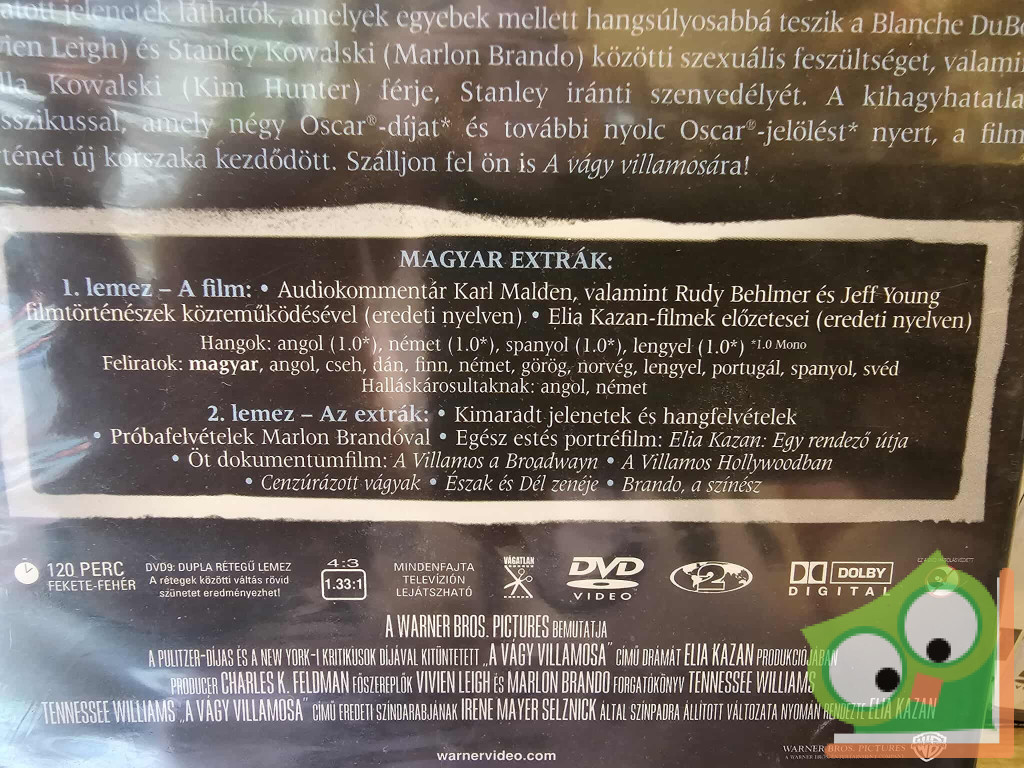 jelenetek láthatók, amelyek egyebek mellett hangsúlyosabbá teszik a Blanche DuBo
vien Leigh) és Stanley Kowalski (Marlon Brando) közötti szexuális feszültséget, valamin
lla Kowalski (Kim Hunter) férje, Stanley iránti szenvedélyét. A kihagyhatatla
sszikussal, amely négy Oscar®-díjat* és további nyolc Oscar®-jelölést* nyert, a film
ténet új korszaka kezdődött. Szálljon fel ön is A vágy villamosára!
MAGYAR EXTRÁK:
1. lemez – A film: • Audiokommentár Karl Malden, valamint Rudy Behlmer és Jeff Young
filmtörténészek közreműködésével (eredeti nyelven) • Elia Kazan-filmek előzetesei (eredeti nyelven)
Hangok: angol (1.0*), német (1.0*), spanyol (1.0*), lengyel (1.0*) *1.0 Mono
Feliratok: magyar, angol, cseh, dán, finn, német, görög, norvég, lengyel, portugál, spanyol, svéd
Halláskárosultaknak: angol, német
2. lemez – Az extrák: • Kimaradt jelenetek és hangfelvételek
• Próbafelvételek Marlon Brandóval • Egész estés portréfilm: Elia Kazan: Egy rendező útja
• Öt dokumentumfilm: A Villamos a Broadwayn • A Villamos Hollywoodban
• Cenzúrázott vágyak • Észak és Dél zenéje • Brando, a színész
120 PERC
FEKETE-FEHÉR
DVD9: DUPLA RÉTEGŰ LEMEZ
A rétegek közötti váltás rövid
szünetet eredményezhet!
4:3
1.33:1
MINDENFAJTA
TELEVÍZIÓN
LEJÁTSZHATÓ
VÁGATLAN
DVD
VIDEO
2
DOLBY
DIGITAL
A WARNER BROS. PICTURES BEMUTATJA
A PULITZER-DÍJAS ÉS A NEW YORK-I KRITIKUSOK DÍJÁVAL KITÜNTETETT „A VÁGY VILLAMOSA" CÍMŰ DRÁMÁT ELIA KAZAN PRODUKCIÓJÁBAN
PRODUCER CHARLES K. FELDMAN FŐSZEREPLŐK VIVIEN LEIGH ÉS MARLON BRANDO FORGATÓKÖNYV TENNESSEE WILLIAMS
TENNESSEE WILLIAMS „A VÁGY VILLAMOSA" CÍMŰ EREDETI SZÍNDARABJÁNAK IRENE MAYER SELZNICK ÁLTAL SZÍNPADRA ÁLLÍTOTT VÁLTOZATA NYOMÁN RENDEZTE ELIA KAZAN
warnervideo.com
WARNER BROS. PICTURES